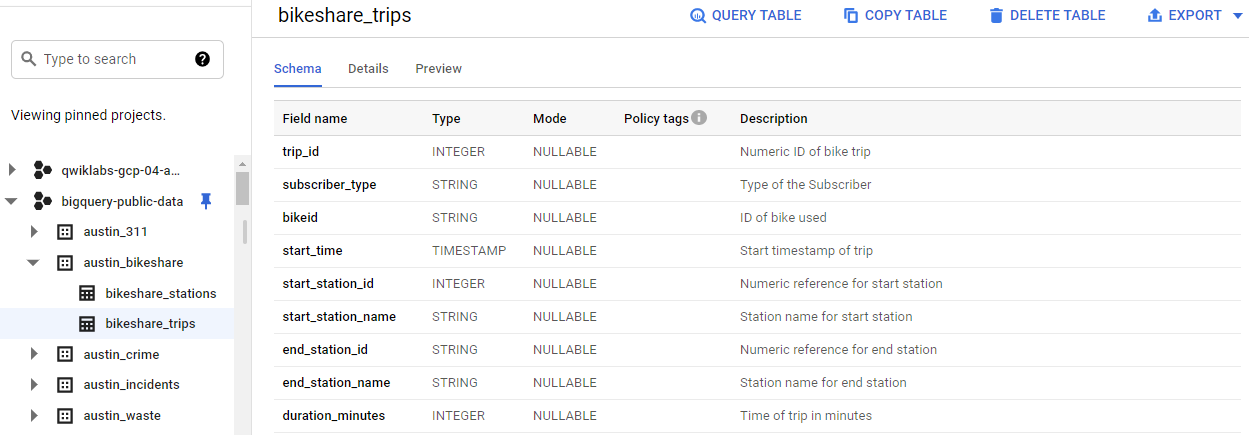 bikeshare_trips
QUERY TABLE COPY TABLE DELETE TABLE EXPORT
Type to search ?
Viewing pinned projects.
qwiklabs-gcp-04-a...
bigquery-public-data
austin_311
austin_bikeshare
bikeshare_stations
bikeshare_trips
austin_crime
austin_incidents
austin_waste
Schema Details Preview
Field name Type Mode Policy tags i Description
trip_id INTEGER NULLABLE Numeric ID of bike trip
subscriber_type STRING NULLABLE Type of the Subscriber
bikeid STRING NULLABLE ID of bike used
start_time TIMESTAMP NULLABLE Start timestamp of trip
start_station_id INTEGER NULLABLE Numeric reference for start station
start_station_name STRING NULLABLE Station name for start station
end_station_id STRING NULLABLE Numeric reference for end station
end_station_name STRING NULLABLE Station name for end station
duration_minutes INTEGER NULLABLE Time of trip in minutes